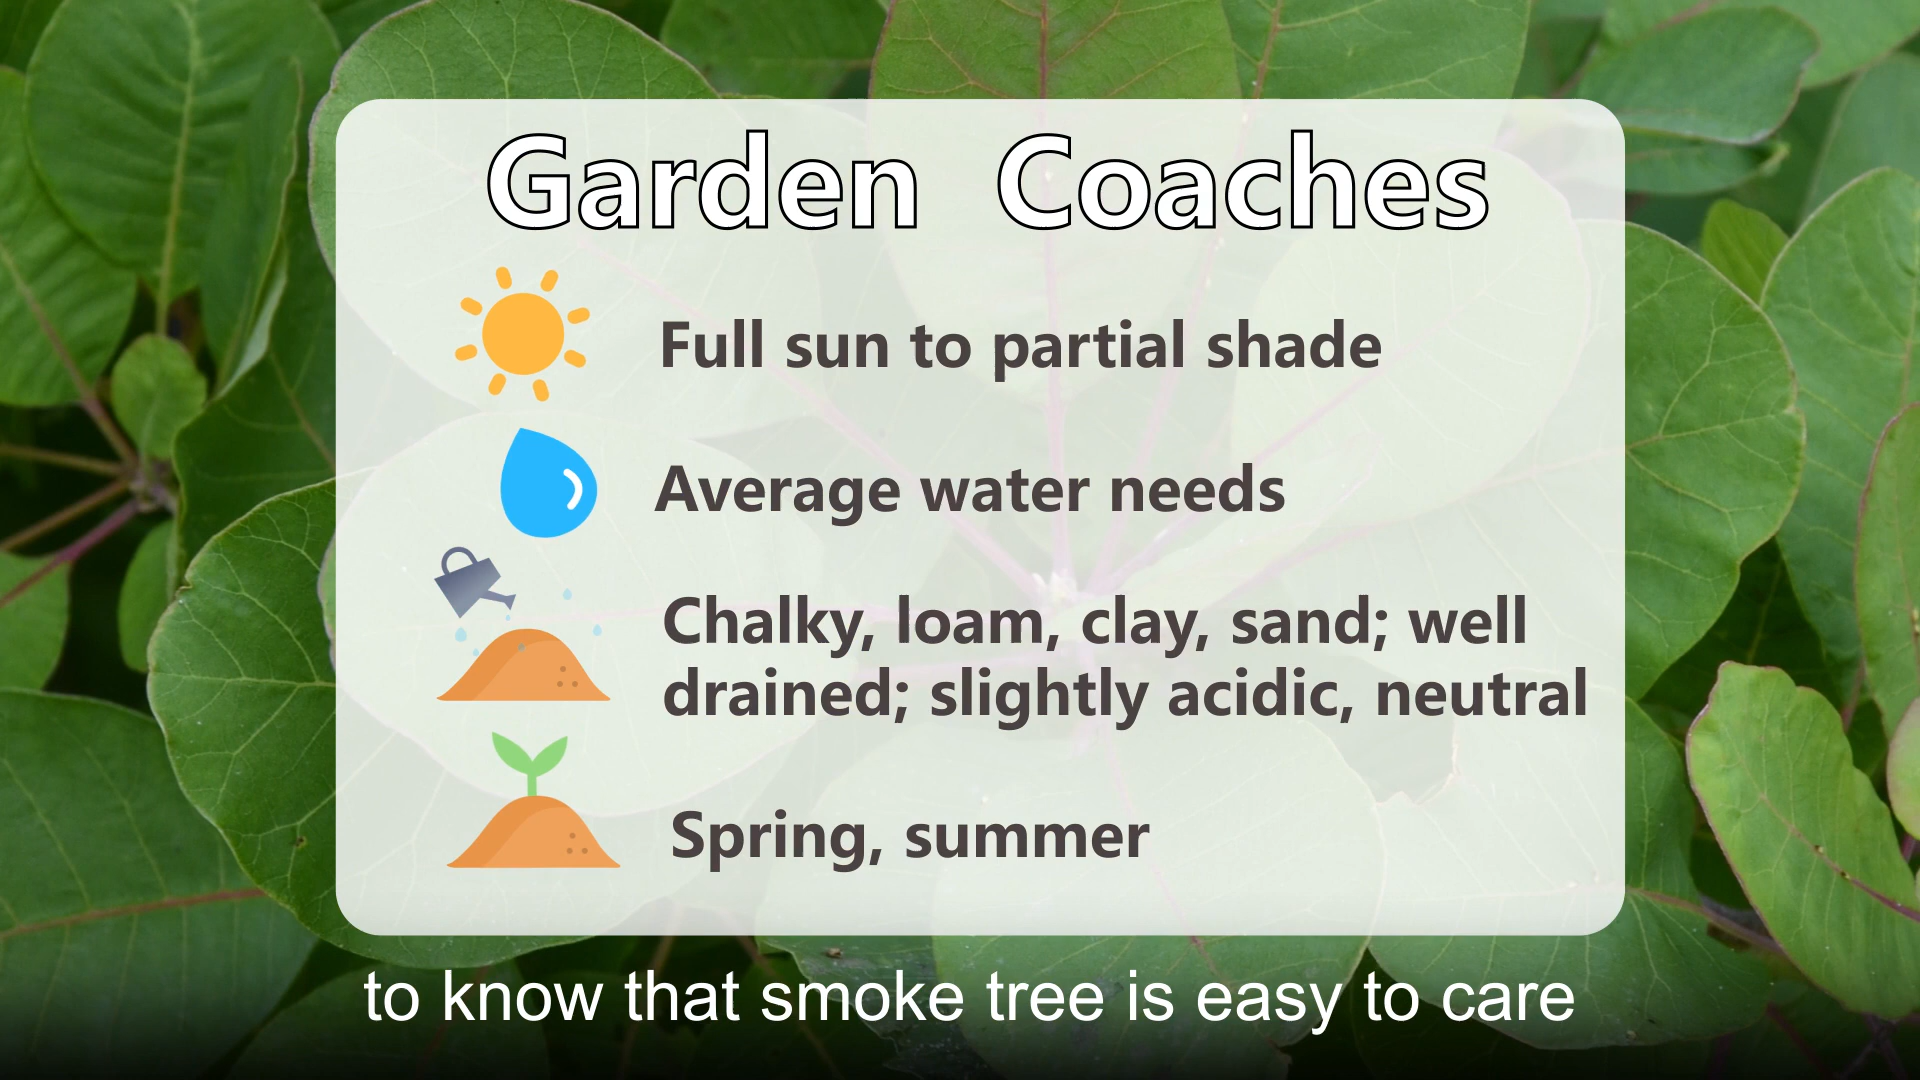 Garden Coaches
Full sun to partial shade
Average water needs
Chalky, loam, clay, sand; well
drained; slightly acidic, neutral
Spring, summer
to know that smoke tree is easy to care